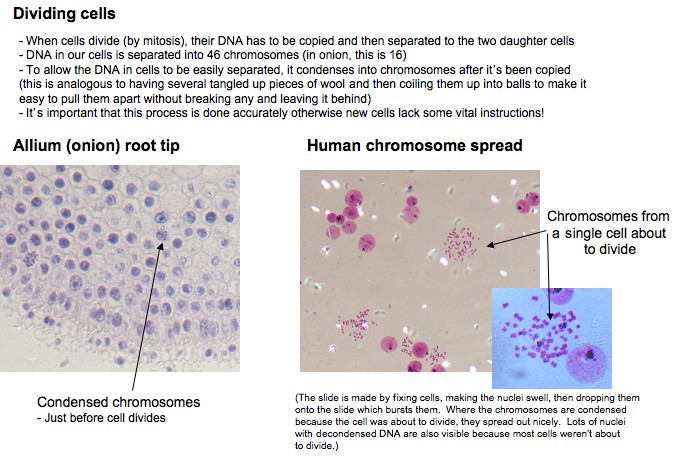 Dividing cells
- When cells divide (by mitosis), their DNA has to be copied and then separated to the two daughter cells
- DNA in our cells is separated into 46 chromosomes (in onion, this is 16)
- To allow the DNA in cells to be easily separated, it condenses into chromosomes after it's been copied
(this is analogous to having several tangled up pieces of wool and then coiling them up into balls to make it
easy to pull them apart without breaking any and leaving it behind)
- It's important that this process is done accurately otherwise new cells lack some vital instructions!
Allium (onion) root tip
Human chromosome spread
Chromosomes from
a single cell about
to divide
Condensed chromosomes
- Just before cell divides
(The slide is made by fixing cells, making the nuclei swell, then dropping them
onto the slide which bursts them.  Where the chromosomes are condensed
because the cell was about to divide, they spread out nicely.  Lots of nuclei
with decondensed DNA are also visible because most cells weren't about
to divide.)